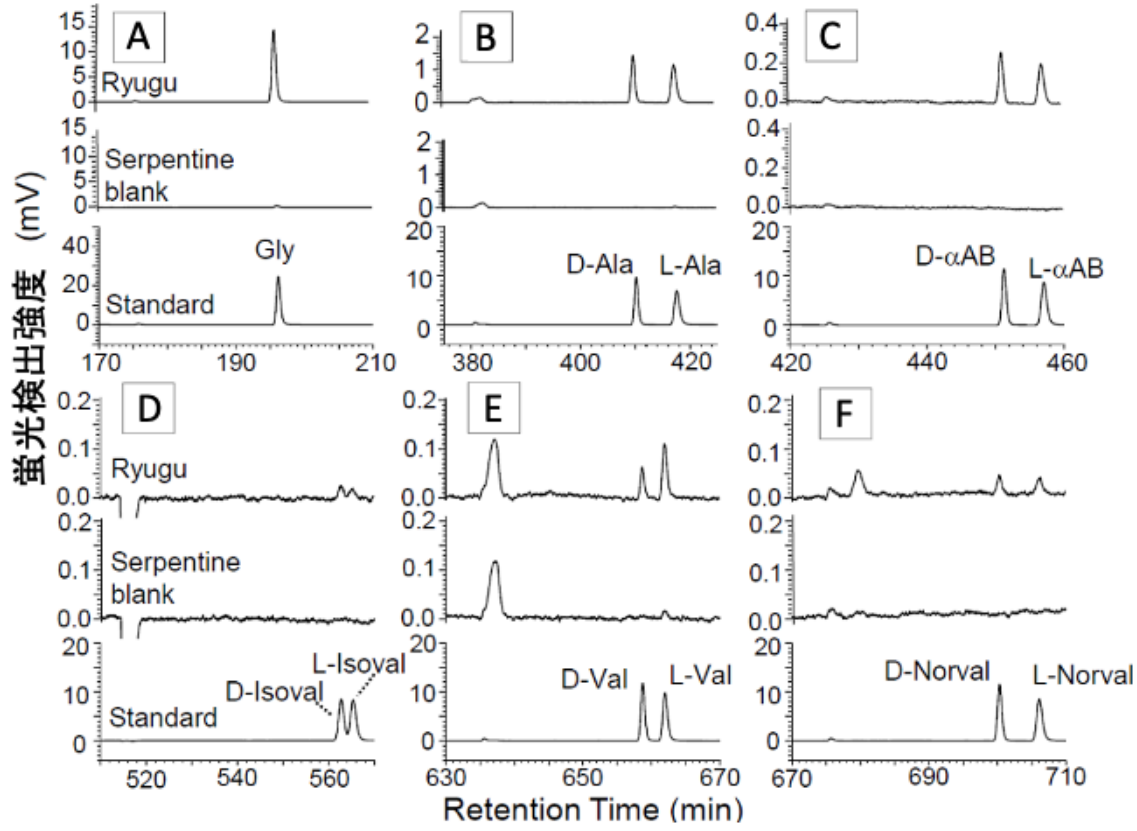 蛍光検出強度 (mV)
A
15
10
5
0
Ryugu
15
10
5
0
Serpentine
blank
40
20
0
Gly
Standard
170 190 210
B
2
1
0
2
1
0
20
10
0
D-Ala L-Ala
380 400 420
C
0.4
0.2
0.0
0.4
0.2
0.0
20
10
0
D-αAB L-αAB
420 440 460
D
0.2
0.1
0.0
Ryugu
0.2
0.1
0.0
Serpentine
blank
20
10
0
L-Isoval
D-Isoval
Standard
520 540 560
E
0.2
0.1
0.0
0.2
0.1
0.0
20
10
0
D-Val L-Val
630 650 670
F
0.2
0.1
0.0
0.2
0.1
0.0
20
10
0
D-Norval L-Norval
670 690 710
Retention Time (min)